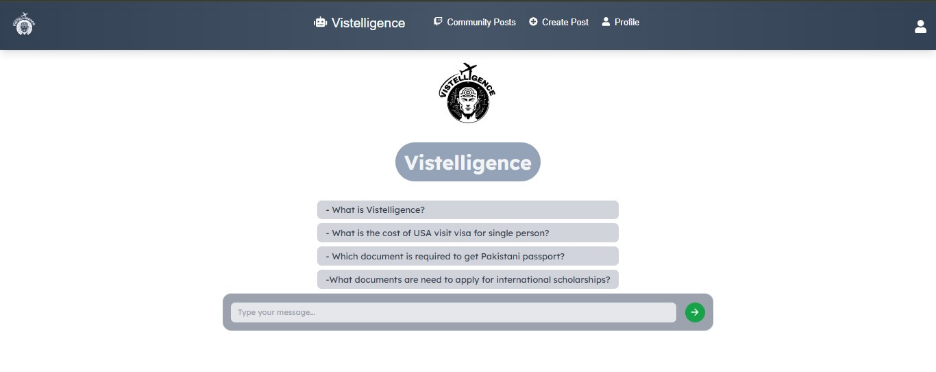 Vistelligence
Community Posts
Create Post
Profile
VISTELLIGENCE
Vistelligence
- What is Vistelligence?
- What is the cost of USA visit visa for single person?
- Which document is required to get Pakistani passport?
-What documents are need to apply for international scholarships?
Type your message...